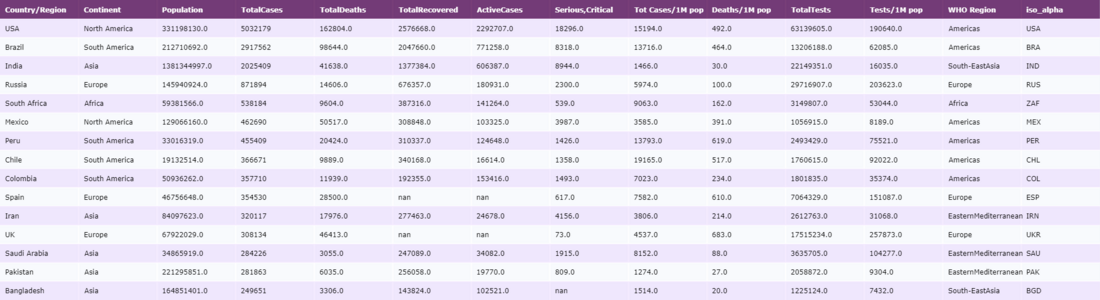 Country/Region Continent Population TotalCases TotalDeaths TotalRecovered ActiveCases Serious,Critical Tot Cases/1M pop Deaths/1M pop TotalTests Tests/1M pop WHO Region iso_alpha
USA North America 331198130.0 5032179 162804.0 2576668.0 2292707.0 18296.0 15194.0 492.0 63139605.0 190640.0 Americas USA
Brazil South America 212710692.0 2917562 98644.0 2047660.0 771258.0 8318.0 13716.0 464.0 13206188.0 62085.0 Americas BRA
India Asia 1381344997.0 2025409 41638.0 1377384.0 606387.0 8944.0 1466.0 30.0 22149351.0 16035.0 South-EastAsia IND
Russia Europe 145940924.0 871894 14606.0 676357.0 180931.0 2300.0 5974.0 100.0 29716907.0 203623.0 Europe RUS
South Africa Africa 59381566.0 538184 9604.0 387316.0 141264.0 539.0 9063.0 162.0 3149807.0 53044.0 Africa ZAF
Mexico North America 129066160.0 462690 50517.0 308848.0 103325.0 3987.0 3585.0 391.0 1056915.0 8189.0 Americas MEX
Peru South America 33016319.0 455409 20424.0 310337.0 124648.0 1426.0 13793.0 619.0 2493429.0 75521.0 Americas PER
Chile South America 19132514.0 366671 9889.0 340168.0 16614.0 1358.0 19165.0 517.0 1760615.0 92022.0 Americas CHL
Colombia South America 50936262.0 357710 11939.0 192355.0 153416.0 1493.0 7023.0 234.0 1801835.0 35374.0 Americas COL
Spain Europe 46756648.0 354530 28500.0 nan nan 617.0 7582.0 610.0 7064329.0 151087.0 Europe ESP
Iran Asia 84097623.0 320117 17976.0 277463.0 24678.0 4156.0 3806.0 214.0 2612763.0 31068.0 EasternMediterranean IRN
UK Europe 67922029.0 308134 46413.0 nan nan 73.0 4537.0 683.0 17515234.0 257873.0 Europe UKR
Saudi Arabia Asia 34865919.0 284226 3055.0 247089.0 34082.0 1915.0 8152.0 88.0 3635705.0 104277.0 EasternMediterranean SAU
Pakistan Asia 221295851.0 281863 6035.0 256058.0 19770.0 809.0 1274.0 27.0 2058872.0 9304.0 EasternMediterranean PAK
Bangladesh Asia 164851401.0 249651 3306.0 143824.0 102521.0 nan 1514.0 20.0 1225124.0 7432.0 South-EastAsia BGD